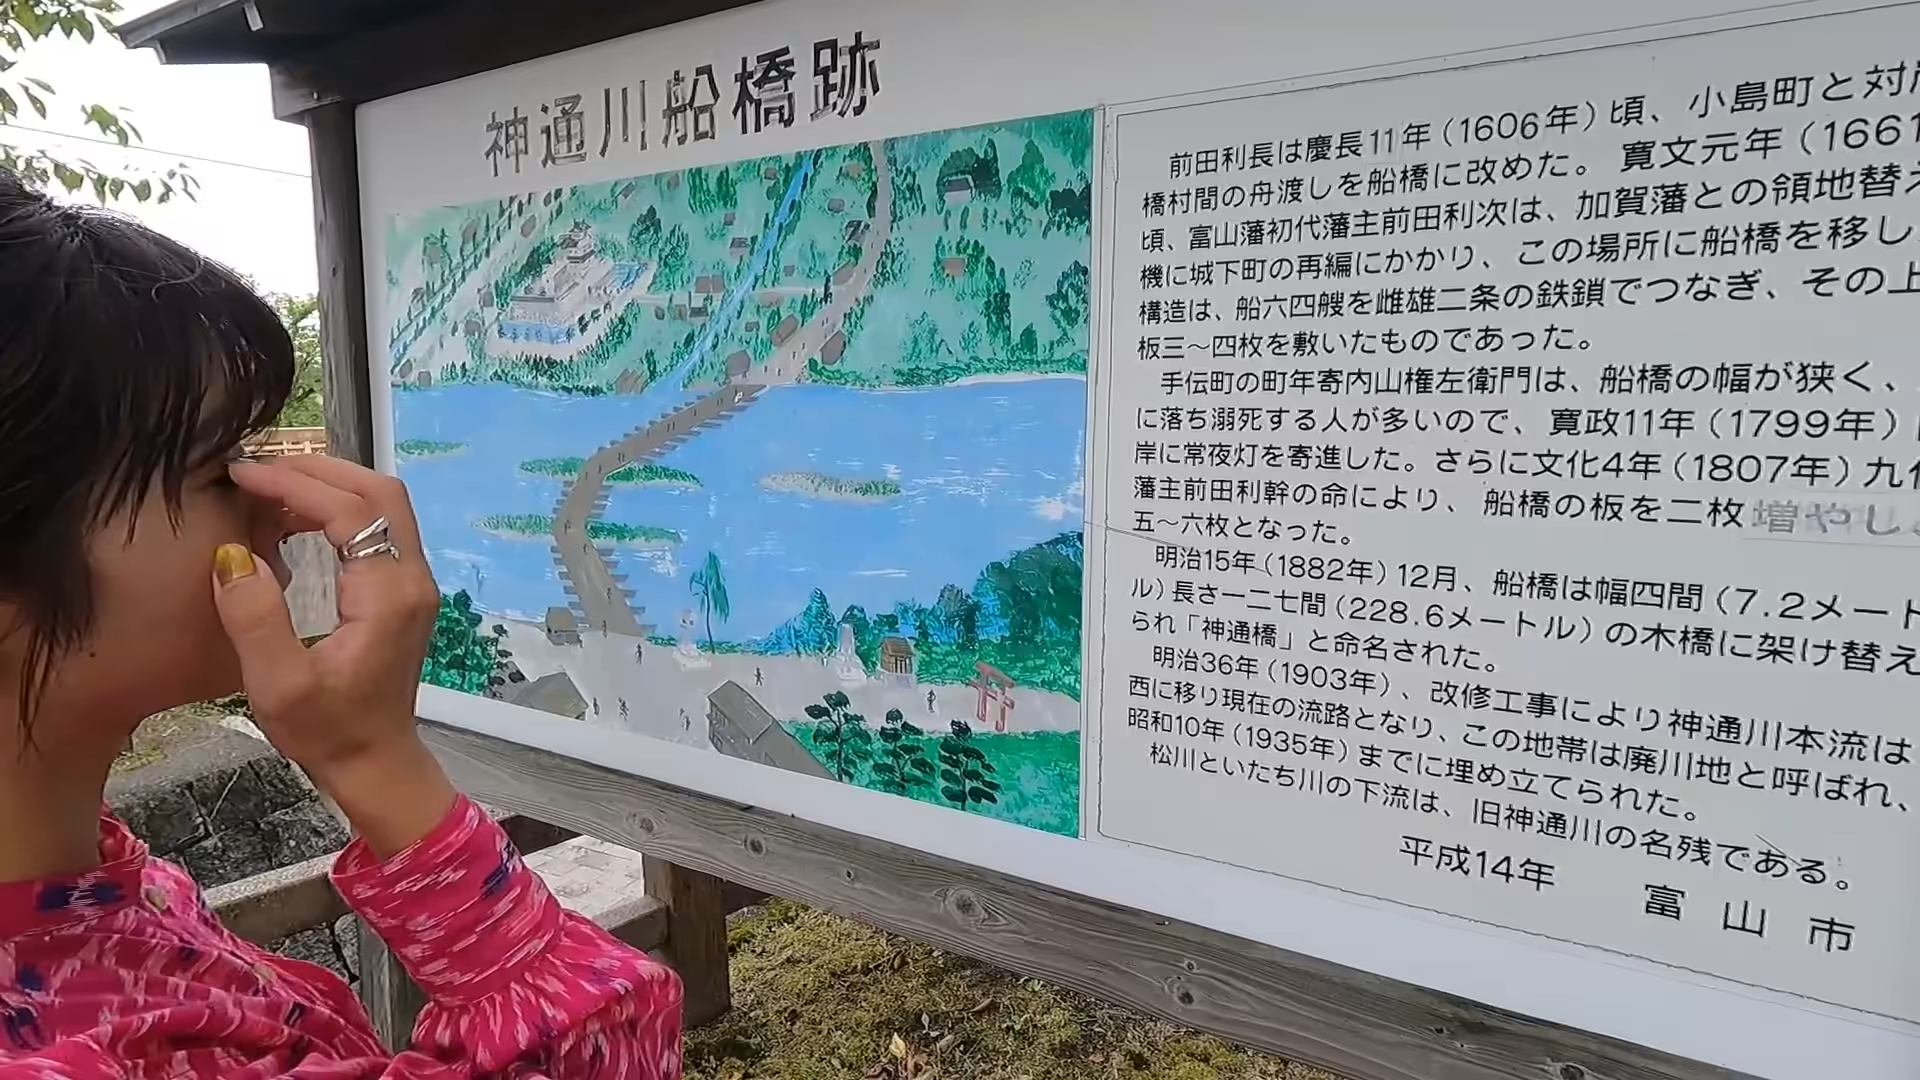 神通川船橋跡
前田利長は慶長11年（1606年）頃、小島町と対
橋村間の舟渡しを船橋に改めた。寛文元年（1661
頃、富山藩初代藩主前田利次は、加賀藩との領地替え
機に城下町の再編にかかり、この場所に船橋を移し
構造は、船六四艘を雌雄二条の鉄鎖でつなぎ、その上
板三〜四枚を敷いたものであった。
手伝町の町年寄内山権左衛門は、船橋の幅が狭く、
に落ち溺死する人が多いので、寛政11年（1799年）
岸に常夜灯を寄進した。さらに文化4年（1807年）九代
藩主前田利幹の命により、船橋の板を二枚増やし
五〜六枚となった。
明治15年（1882年）12月、船橋は幅四間（7.2メート
ル）長さ一二七間（228.6メートル）の木橋に架け替え
られ「神通橋」と命名された。
明治36年（1903年）、改修工事により神通川本流は
西に移り現在の流路となり、この地帯は廃川地と呼ばれ、
昭和10年（1935年）までに埋め立てられた。
松川といたち川の下流は、旧神通川の名残である。
平成14年 富山市